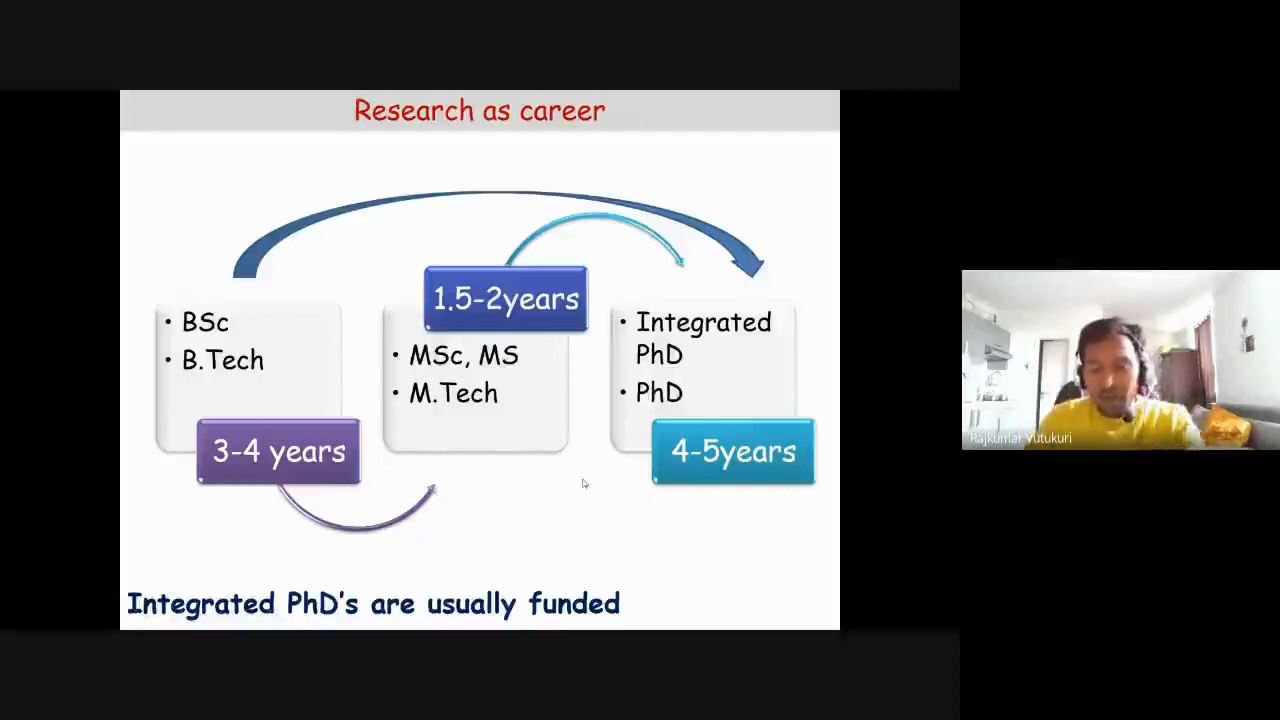 Research as career
• BSc
• B.Tech
3-4 years
1.5-2years
• MSc, MS
• M.Tech
• Integrated
PhD
• PhD
4-5years
Integrated PhD's are usually funded
Rajkumar Vutukuri